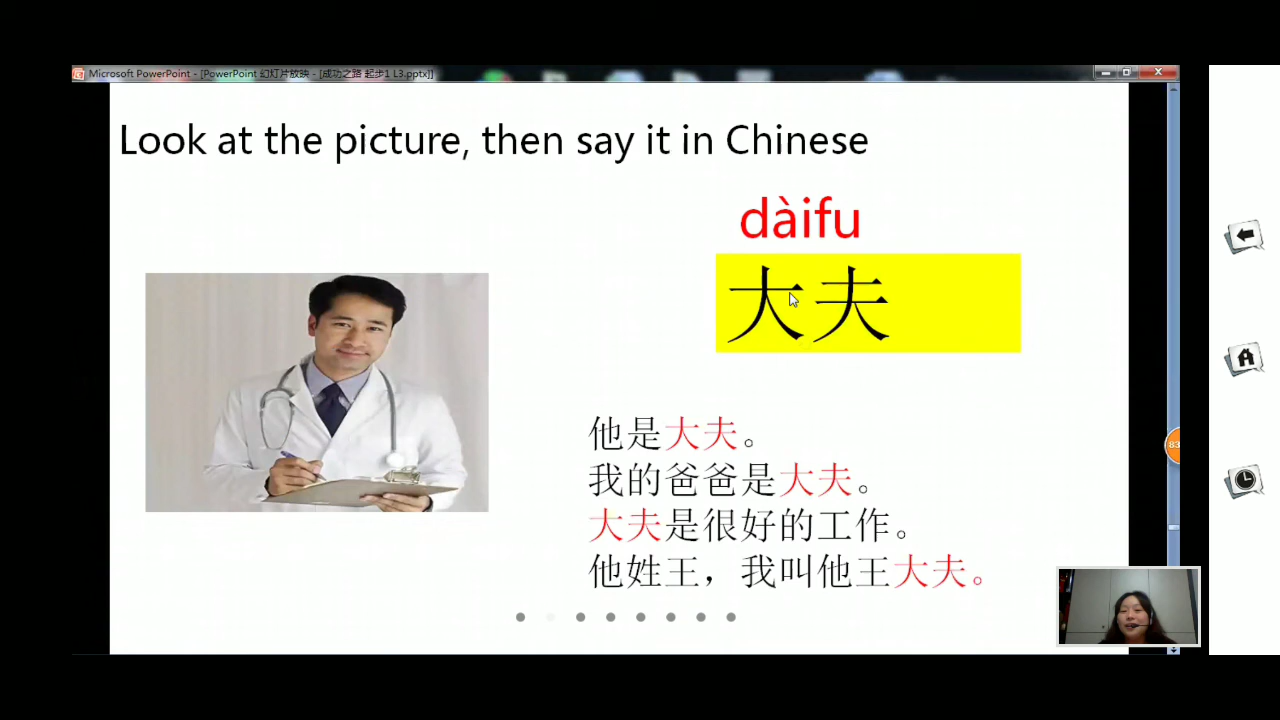 Microsoft PowerPoint - [PowerPoint 幻灯片放映 - [成功之路 起步1 L3.pptx]]
Look at the picture, then say it in Chinese
dàifu
大夫
他是大夫。
我的爸爸是大夫。
大夫是很好的工作。
他姓王，我叫他王大夫。
83